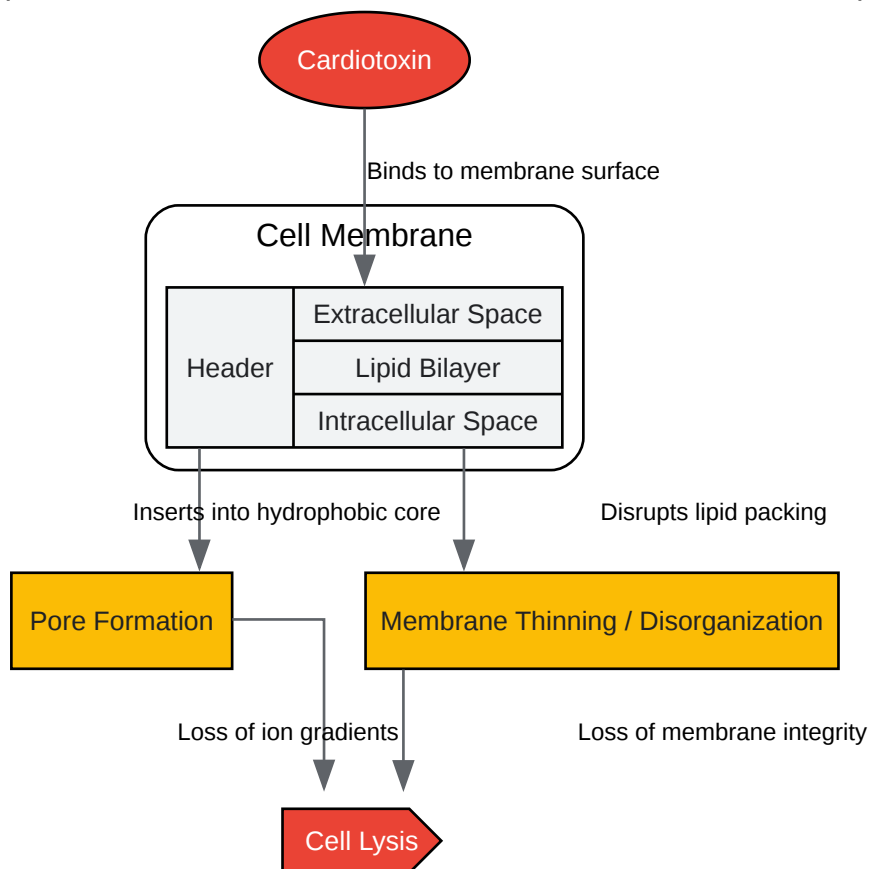 Cardiotoxin
Binds to membrane surface
Cell Membrane
Header
Extracellular Space
Lipid Bilayer
Intracellular Space
Inserts into hydrophobic core
Disrupts lipid packing
Pore Formation
Membrane Thinning / Disorganization
Loss of ion gradients
Loss of membrane integrity
Cell Lysis